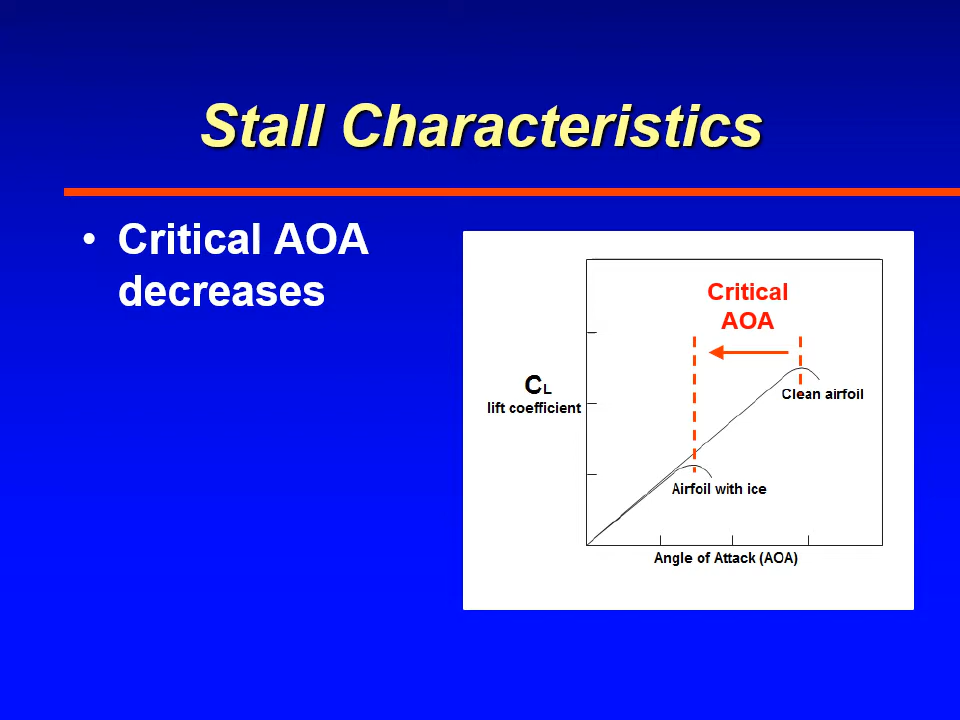 Stall Characteristics
• Critical AOA
decreases
Critical
AOA
CL
lift coefficient
Clean airfoil
Airfoil with ice
Angle of Attack (AOA)